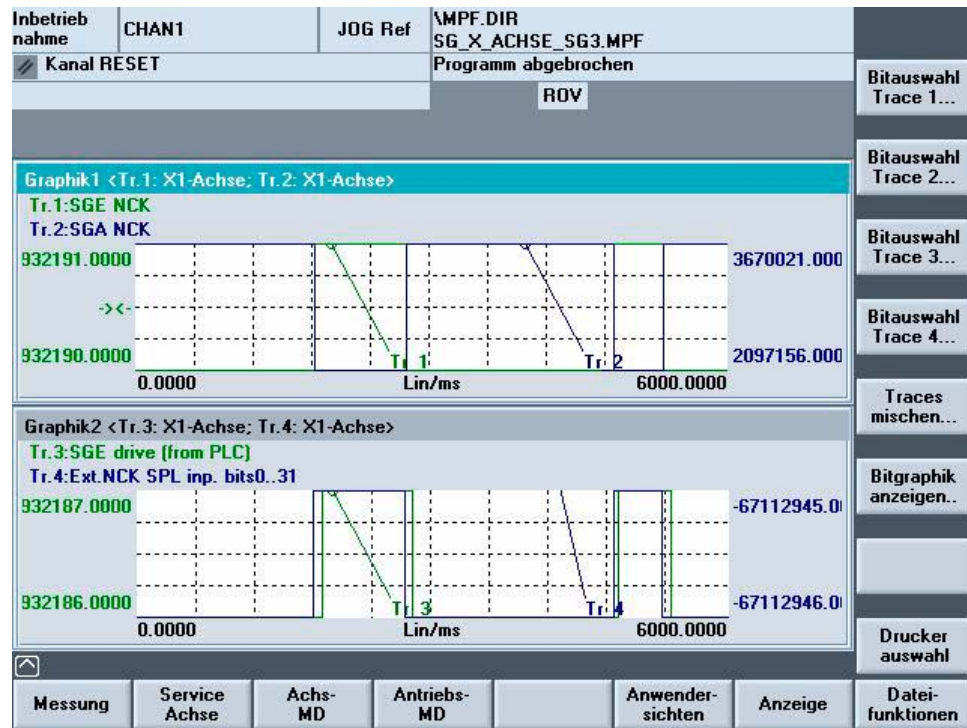 Inbetrieb
nahme
CHAN1
JOG Ref
\MPF.DIR
SG_X_ACHSE_SG3.MPF
Kanal RESET
Programm abgebrochen
ROV
Graphik1 <Tr.1: X1-Achse; Tr.2: X1-Achse>
Tr.1:SGE NCK
Tr.2:SGA NCK
932191.0000
3670021.000
-><-
932190.0000
Tr. 1
Tr. 2
2097156.000
0.0000
Lin/ms
6000.0000
Graphik2 <Tr.3: X1-Achse; Tr.4: X1-Achse>
Tr.3:SGE drive (from PLC)
Tr.4:Ext.NCK SPL inp. bits0..31
932187.0000
-67112945.0
932186.0000
Tr. 3
Tr. 4
-67112946.0
0.0000
Lin/ms
6000.0000
Bitauswahl
Trace 1...
Bitauswahl
Trace 2...
Bitauswahl
Trace 3...
Bitauswahl
Trace 4...
Traces
mischen...
Bitgraphik
anzeigen..
Drucker
auswahl
Messung
Service
Achse
Achs-
MD
Antriebs-
MD
Anwender-
sichten
Anzeige
Datei-
funktionen